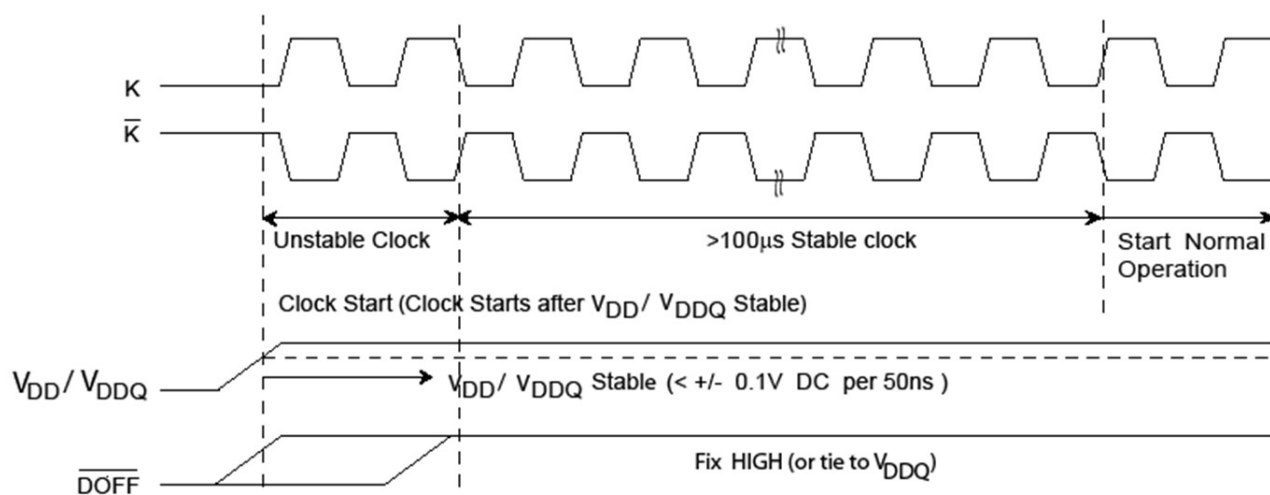 K
K̅
Unstable Clock
>100μs Stable clock
Start Normal
Operation
Clock Start (Clock Starts after VDD/ VDDQ Stable)
VDD/ VDDQ
VDD/ VDDQ Stable (< +/- 0.1V DC per 50ns )
Fix HIGH (or tie to VDDQ)
D̅O̅F̅F̅